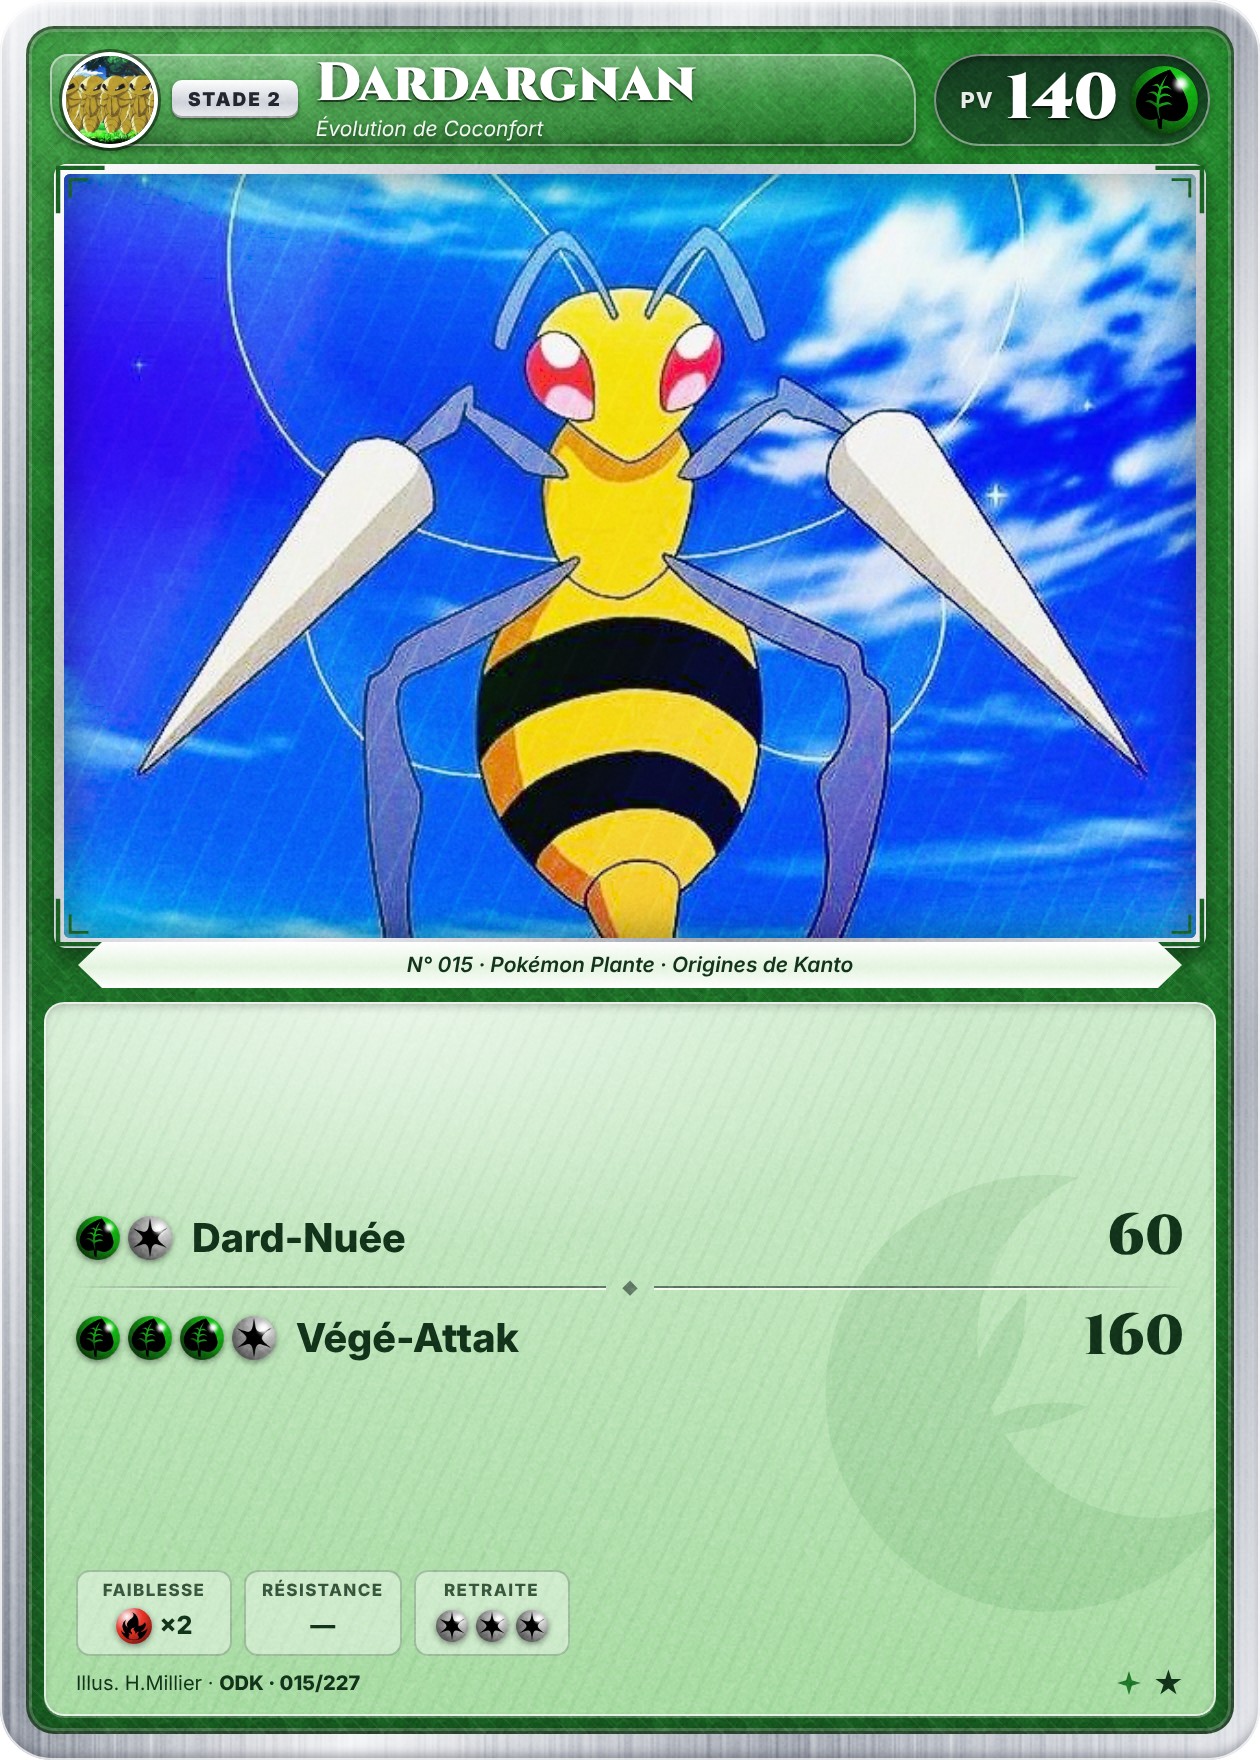 STADE 2
DARDARGNAN
Évolution de Coconfort
PV 140
N° 015 · Pokémon Plante · Origines de Kanto
Dard-Nuée 60
Végé-Attak 160
FAIBLESSE
×2
RÉSISTANCE
—
RETRAITE
Illus. H.Millier · ODK · 015/227